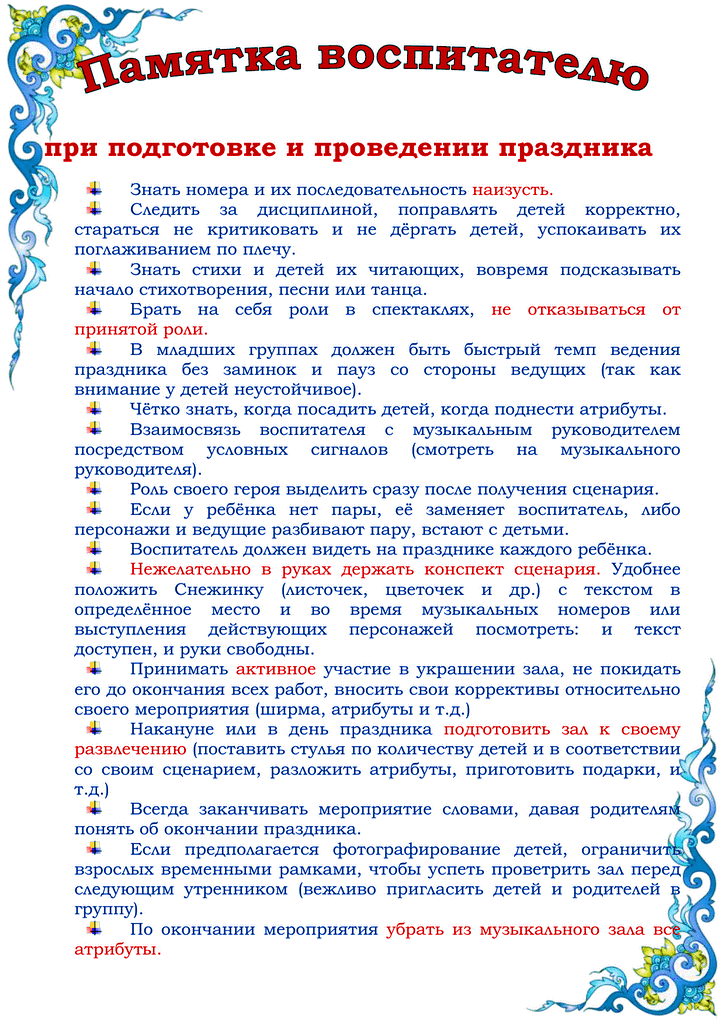 Памятка воспитателю
при подготовке и проведении праздника
Знать номера и их последовательность наизусть.
Следить за дисциплиной, поправлять детей корректно,
стараться не критиковать и не дёргать детей, успокаивать их
поглаживанием по плечу.
Знать стихи и детей их читающих, вовремя подсказывать
начало стихотворения, песни или танца.
Брать на себя роли в спектаклях, не отказываться от
принятой роли.
В младших группах должен быть быстрый темп ведения
праздника без заминок и пауз со стороны ведущих (так как
внимание у детей неустойчивое).
Чётко знать, когда посадить детей, когда поднести атрибуты.
Взаимосвязь воспитателя с музыкальным руководителем
посредством условных сигналов (смотреть на музыкального
руководителя).
Роль своего героя выделить сразу после получения сценария.
Если у ребёнка нет пары, её заменяет воспитатель, либо
персонажи и ведущие разбивают пару, встают с детьми.
Воспитатель должен видеть на празднике каждого ребёнка.
Нежелательно в руках держать конспект сценария. Удобнее
положить Снежинку (листочек, цветочек и др.) с текстом в
определённое место и во время музыкальных номеров или
выступления действующих персонажей посмотреть: и текст
доступен, и руки свободны.
Принимать активное участие в украшении зала, не покидать
его до окончания всех работ, вносить свои коррективы относительно
своего мероприятия (ширма, атрибуты и т.д.)
Накануне или в день праздника подготовить зал к своему
развлечению (поставить стулья по количеству детей и в соответствии
со своим сценарием, разложить атрибуты, приготовить подарки, и
т.д.)
Всегда заканчивать мероприятие словами, давая родителям
понять об окончании праздника.
Если предполагается фотографирование детей, ограничить
взрослых временными рамками, чтобы успеть проветрить зал перед
следующим утренником (вежливо пригласить детей и родителей в
группу).
По окончании мероприятия убрать из музыкального зала все
атрибуты.